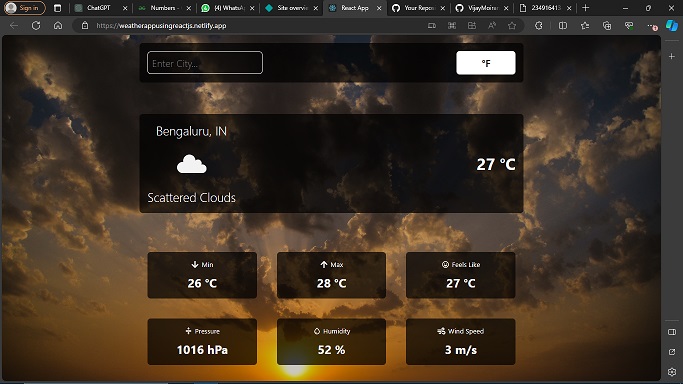 Sign in
ChatGPT
Numbers -
(4) WhatsA
Site overvie
React App
Your Repos
VijayMoire
234916413
https://weatherappusingreactjs.netlify.app
Enter City...
°F
Bengaluru, IN
27 °C
Scattered Clouds
Min
26 °C
Max
28 °C
Feels Like
27 °C
Pressure
1016 hPa
Humidity
52 %
Wind Speed
3 m/s